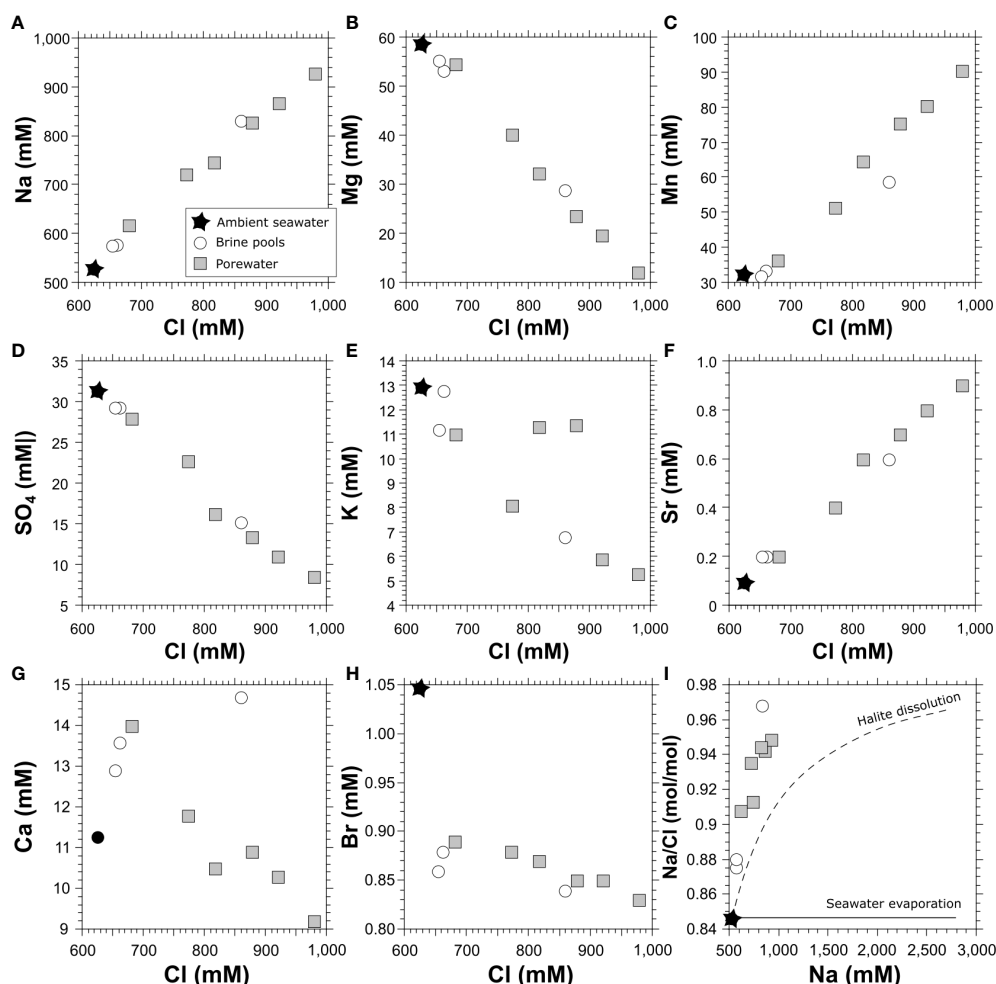 A
B
C
1,000
900
800
700
600
500
Na (mM)
600 700 800 900 1,000
Cl (mM)
Ambient seawater
Brine pools
Porewater
60
50
40
30
20
10
Mg (mM)
600 700 800 900 1,000
Cl (mM)
100
90
80
70
60
50
40
30
Mn (mM)
600 700 800 900 1,000
Cl (mM)
D
E
F
35
30
25
20
15
10
5
SO₄ (mM|
600 700 800 900 1,000
Cl (mM)
14
13
12
11
10
9
8
7
6
5
4
K (mM)
600 700 800 900 1,000
Cl (mM)
1.0
0.8
0.6
0.4
0.2
0
Sr (mM)
600 700 800 900 1,000
Cl (mM)
G
H
I
15
14
13
12
11
10
9
Ca (mM)
600 700 800 900 1,000
Cl (mM)
1.05
1.00
0.95
0.90
0.85
0.80
Br (mM)
600 700 800 900 1,000
Cl (mM)
0.98
0.96
0.94
0.92
0.9
0.88
0.86
0.84
Na/Cl (mol/mol)
Halite dissolution
Seawater evaporation
500 1,000 1,500 2,000 2,500 3,000
Na (mM)